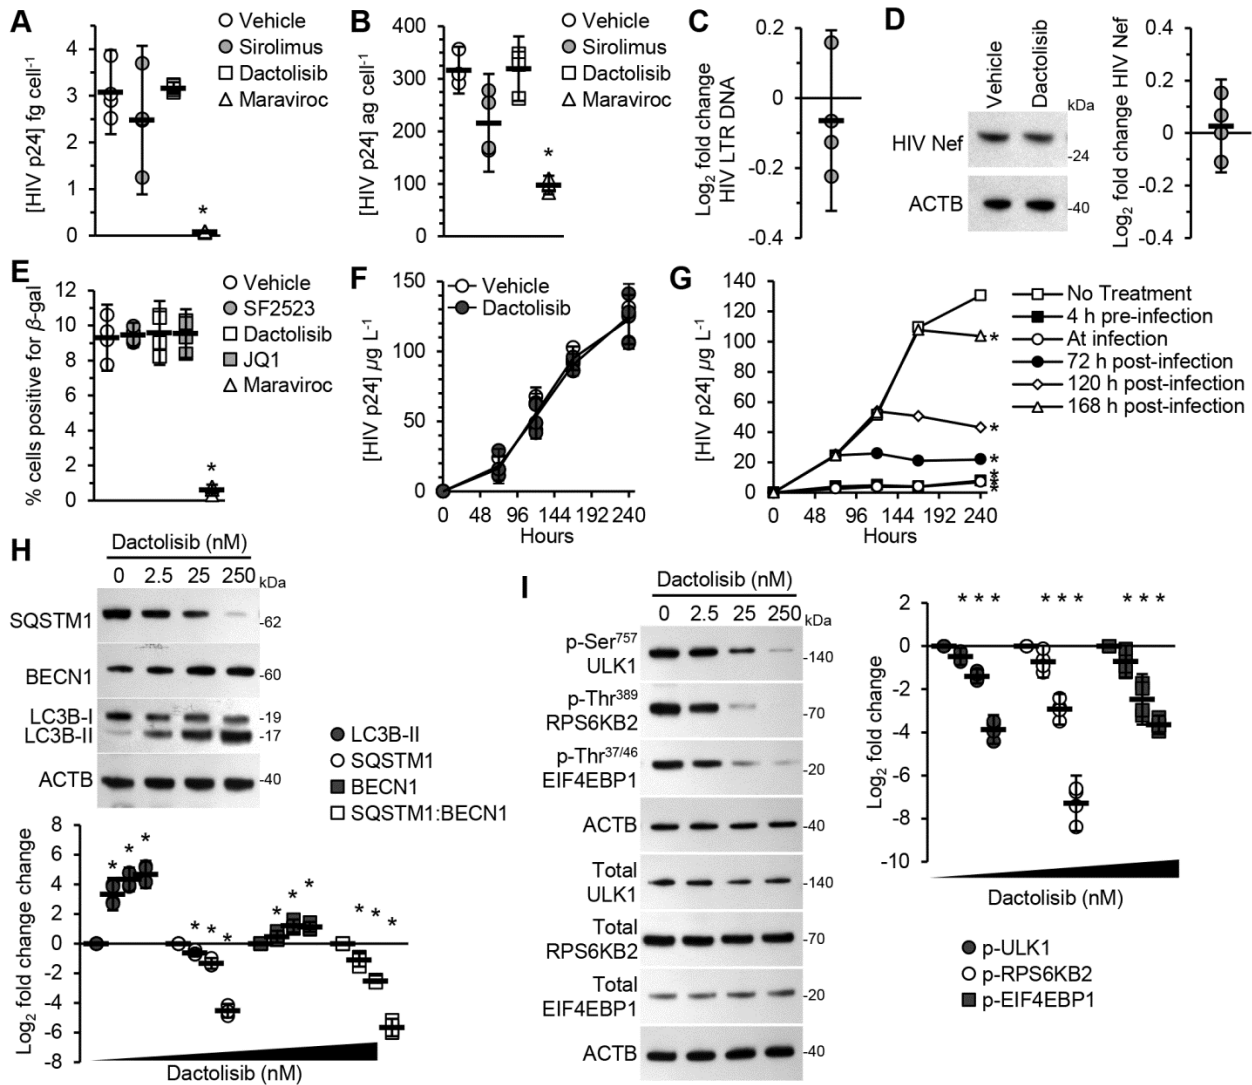 A
4
3
2
1
0
[HIV p24] fg cell⁻¹
Vehicle
Sirolimus
Dactolisib
Maraviroc
*
B
400
300
200
100
0
[HIV p24] ag cell⁻¹
Vehicle
Sirolimus
Dactolisib
Maraviroc
*
C
0.2
0
-0.2
-0.4
Log₂ fold change
HIV LTR DNA
D
Vehicle
Dactolisib
kDa
HIV Nef
-24
ACTB
-40
0.4
0.2
0
-0.2
-0.4
Log₂ fold change HIV Nef
E
12
10
8
6
4
2
0
% cells positive for β-gal
Vehicle
SF2523
Dactolisib
JQ1
Maraviroc
*
F
150
100
50
0
[HIV p24] µg L⁻¹
Vehicle
Dactolisib
0 48 96 144 192 240
Hours
G
140
120
100
80
60
40
20
0
[HIV p24] µg L⁻¹
0 48 96 144 192 240
Hours
No Treatment
4 h pre-infection
At infection
72 h post-infection
120 h post-infection
168 h post-infection
*
*
*
*
*
H
Dactolisib (nM)
0 2.5 25 250
kDa
SQSTM1
-62
BECN1
-60
LC3B-I
-19
LC3B-II
-17
ACTB
-40
LC3B-II
SQSTM1
BECN1
SQSTM1:BECN1
8
6
4
2
0
-2
-4
-6
-8
Log₂ fold change change
* * *
* * *
* * *
* * *
Dactolisib (nM)
I
Dactolisib (nM)
0 2.5 25 250
kDa
p-Ser⁷⁵⁷
ULK1
-140
p-Thr³⁸⁹
RPS6KB2
-70
p-Thr³⁷/⁴⁶
EIF4EBP1
-20
ACTB
-40
Total
ULK1
-140
Total
RPS6KB2
-70
Total
EIF4EBP1
-20
ACTB
-40
* * * * * * * * *
2
0
-2
-4
-6
-8
-10
Log₂ fold change
Dactolisib (nM)
p-ULK1
p-RPS6KB2
p-EIF4EBP1